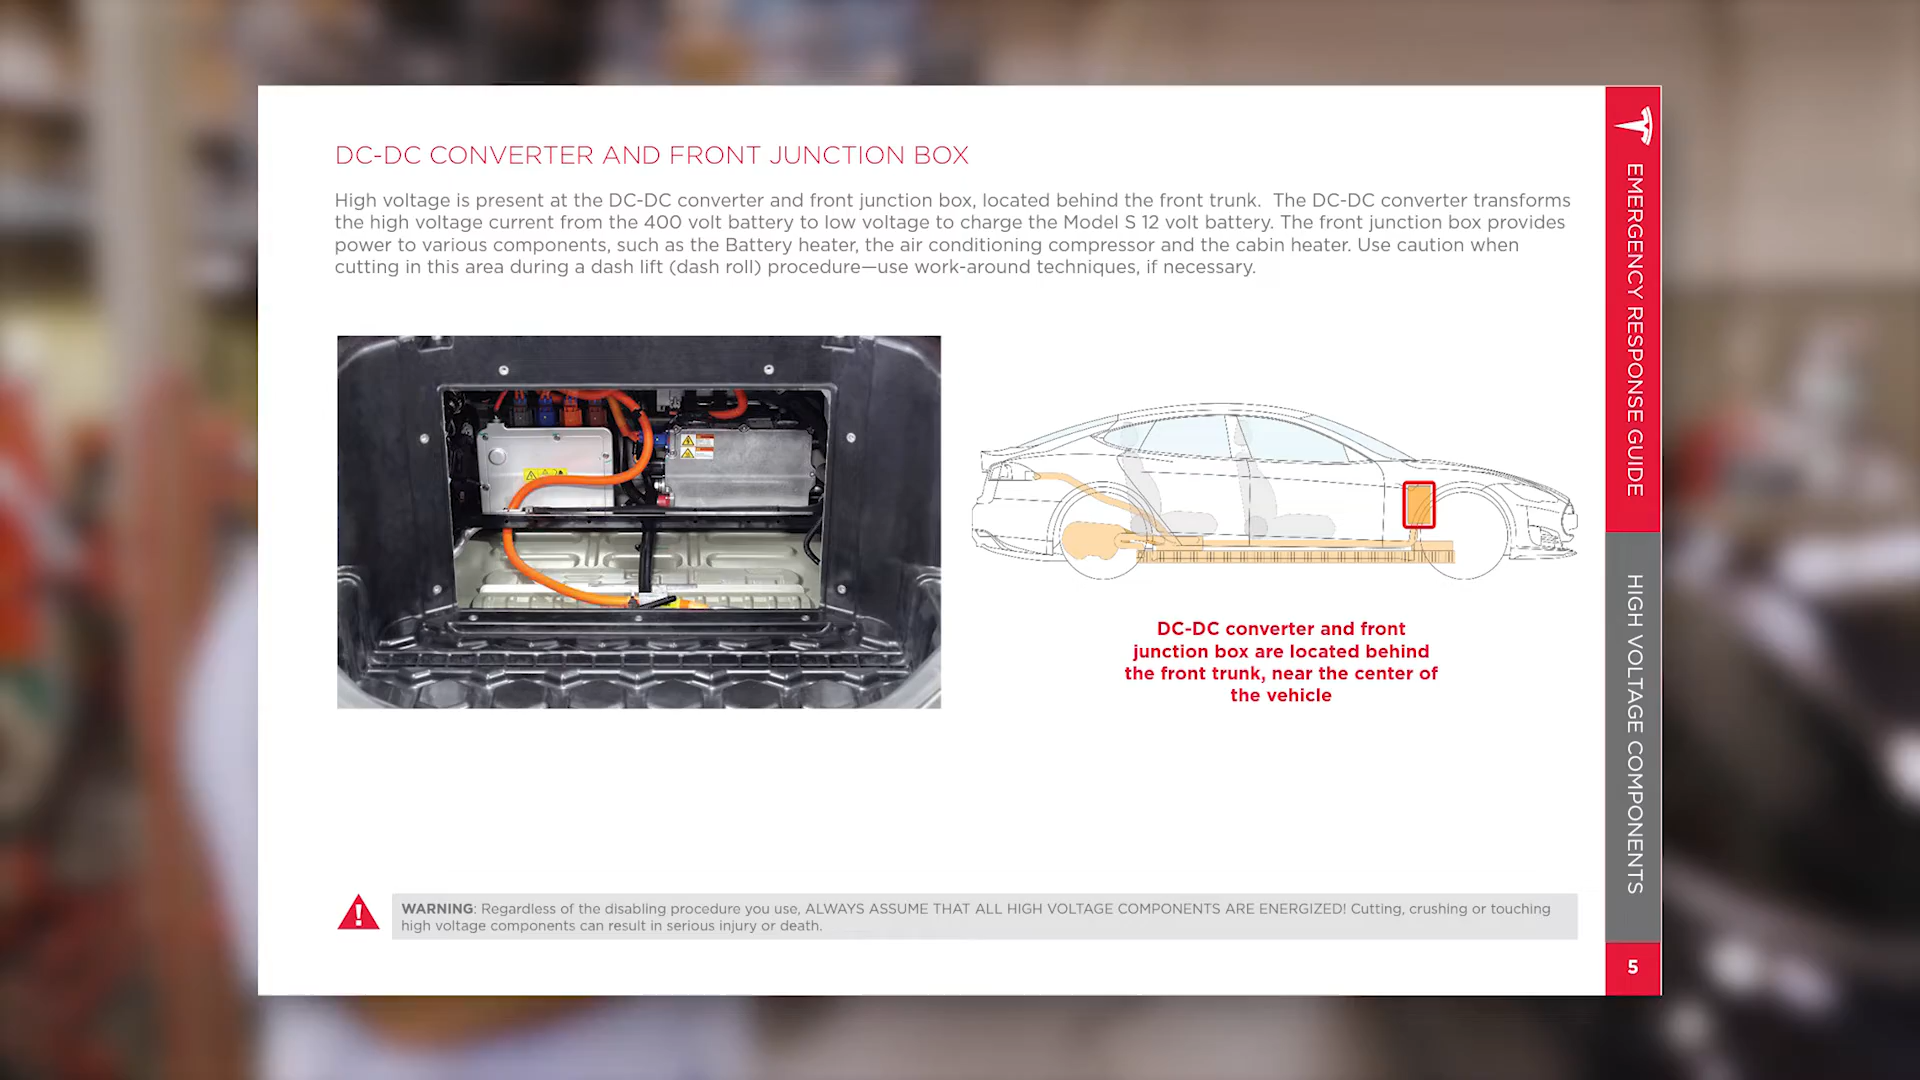 DC-DC CONVERTER AND FRONT JUNCTION BOX
High voltage is present at the DC-DC converter and front junction box, located behind the front trunk. The DC-DC converter transforms
the high voltage current from the 400 volt battery to low voltage to charge the Model S 12 volt battery. The front junction box provides
power to various components, such as the Battery heater, the air conditioning compressor and the cabin heater. Use caution when
cutting in this area during a dash lift (dash roll) procedure—use work-around techniques, if necessary.
DC-DC converter and front
junction box are located behind
the front trunk, near the center of
the vehicle
WARNING: Regardless of the disabling procedure you use, ALWAYS ASSUME THAT ALL HIGH VOLTAGE COMPONENTS ARE ENERGIZED! Cutting, crushing or touching
high voltage components can result in serious injury or death.
EMERGENCY RESPONSE GUIDE
HIGH VOLTAGE COMPONENTS
5